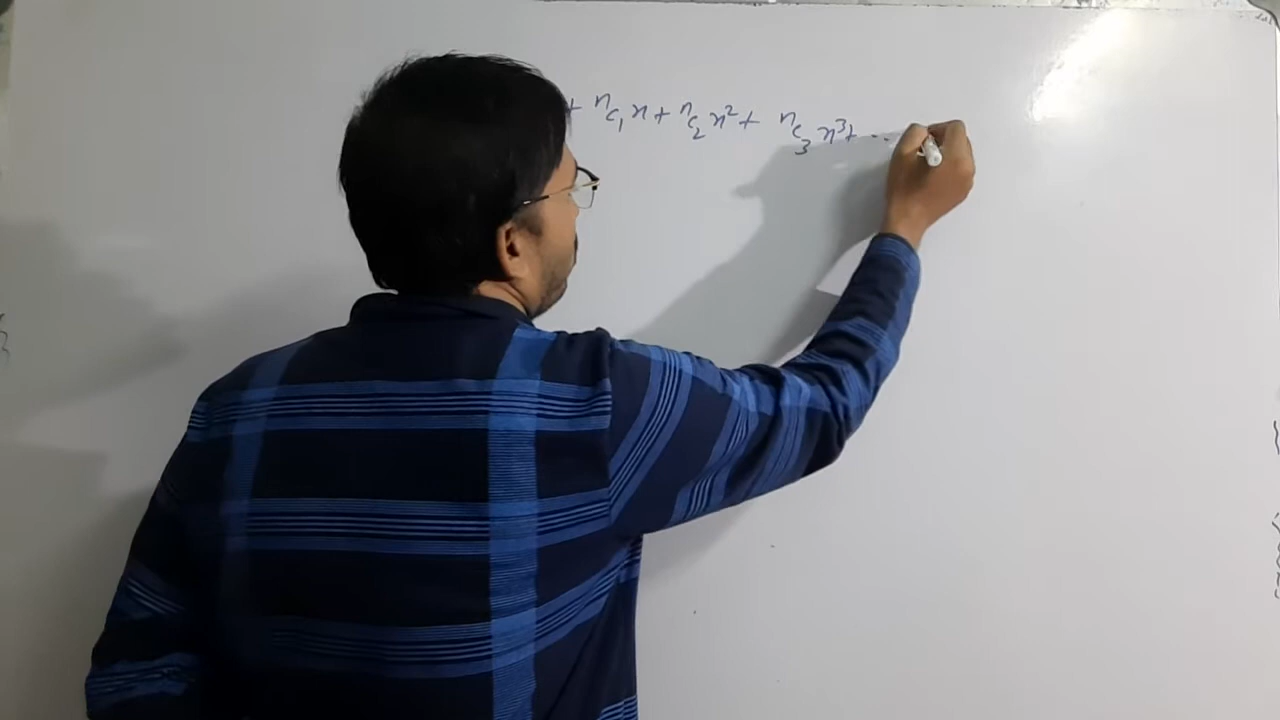 + ⁿC₁ x + ⁿC₂ x² + ⁿC₃ x³ + ..